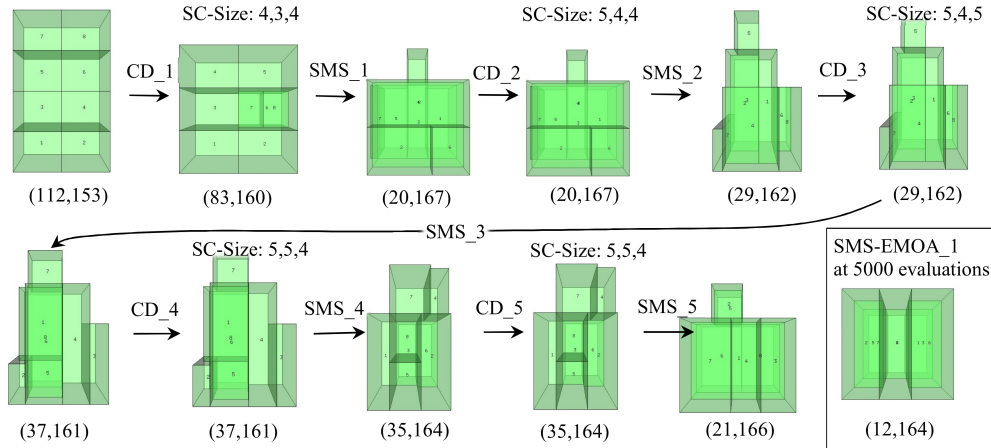 SC-Size: 4,3,4
SC-Size: 5,4,4
SC-Size: 5,4,5
CD_1
SMS_1
CD_2
SMS_2
CD_3
(112,153)
(83,160)
(20,167)
(20,167)
(29,162)
(29,162)
SMS_3
SC-Size: 5,5,4
SC-Size: 5,5,4
SMS-EMOA_1
at 5000 evaluations
CD_4
SMS_4
CD_5
SMS_5
(37,161)
(37,161)
(35,164)
(35,164)
(21,166)
(12,164)